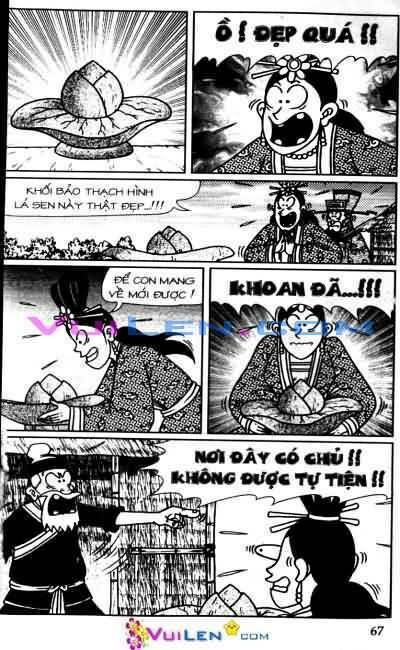 Ồ ! ĐẸP QUÁ !!
KHỐI BẢO THẠCH HÌNH
LÁ SEN NÀY THẬT ĐẸP...!!!
ĐỂ CON MANG
VỀ MỚI ĐƯỢC !
KHOAN ĐÃ...!!!
VUILEN.COM
NƠI ĐÂY CÓ CHỦ !!
KHÔNG ĐƯỢC TỰ TIỆN !!
67
VUILEN.COM